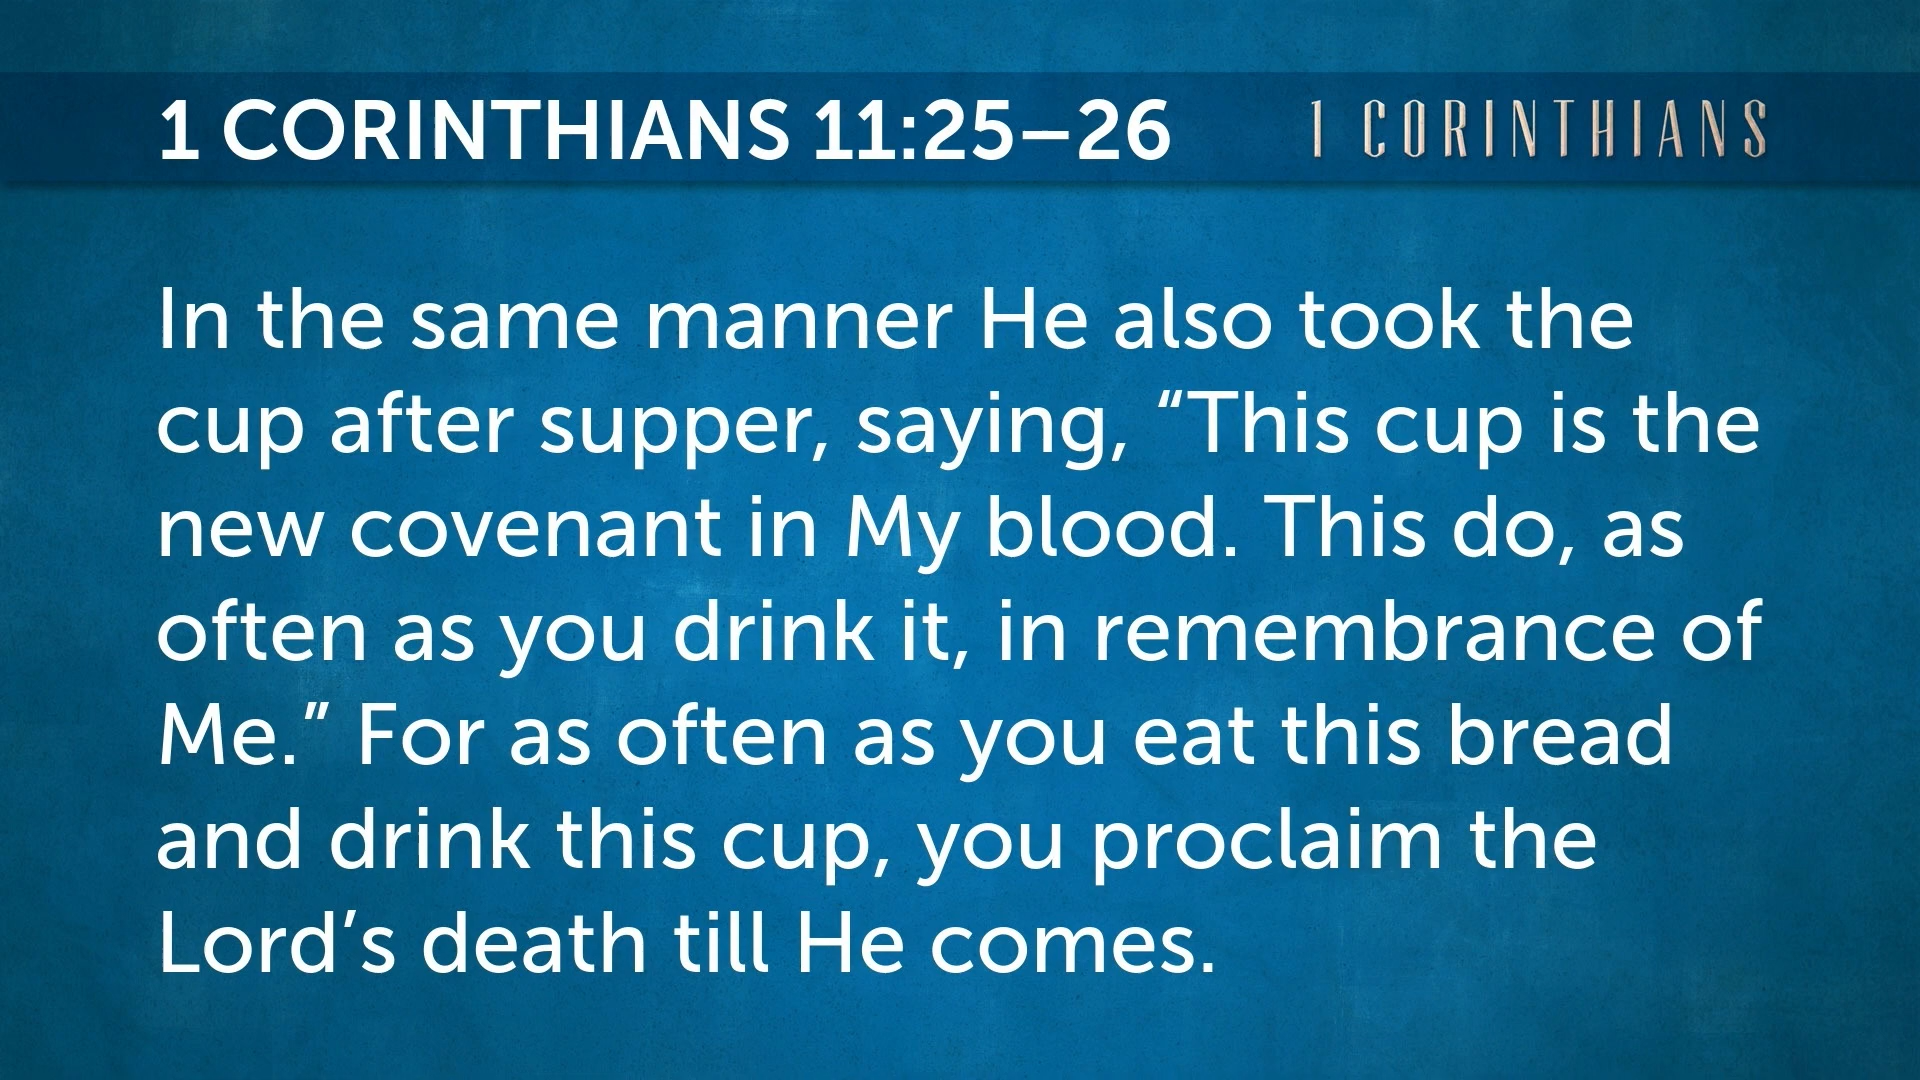 1 CORINTHIANS 11:25–26
1 CORINTHIANS
In the same manner He also took the
cup after supper, saying, “This cup is the
new covenant in My blood. This do, as
often as you drink it, in remembrance of
Me.” For as often as you eat this bread
and drink this cup, you proclaim the
Lord’s death till He comes.